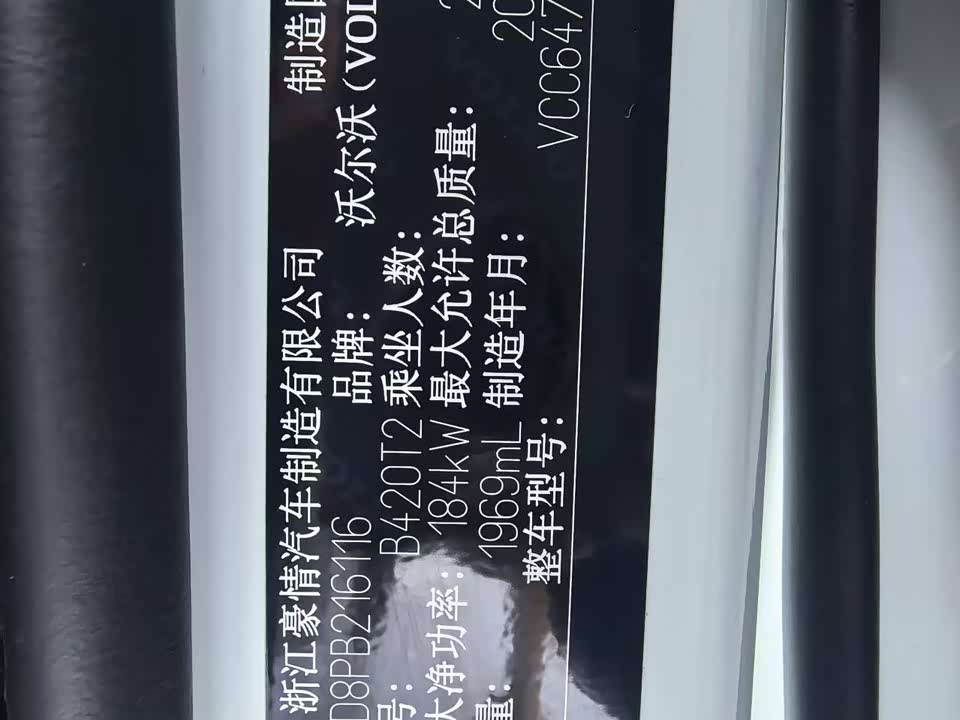 浙江豪情汽车制造有限公司 制造
D8PB216116 品牌： 沃尔沃（VOL
号： B420T2 乘坐人数：
大净功率： 184kW 最大允许总质量： 2
量： 1969mL 制造年月： 20
整车型号： VCC647